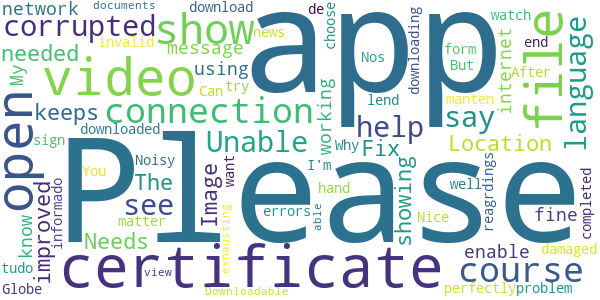 network
documents
download
de
choose
watch
corrupted
invalid
show
app
news
downloading
form
end
file
language
needed
message
Nos
But
After
My
video
using
Can
try
internet
manten
open
keeps
connection
working
lend
say
sign
downloaded
Unable
help
Location
know
see
Noisy
The
Please
Why
Fix
I'm
showing
well
reagrdings
completed
improved
informado
You
matter
Image
want
hand
errors
able
Nice
fine
tudo
Needs
exhausting
enable
damaged
Globe
certificate
view
course
perfectly
problem
Downloadable